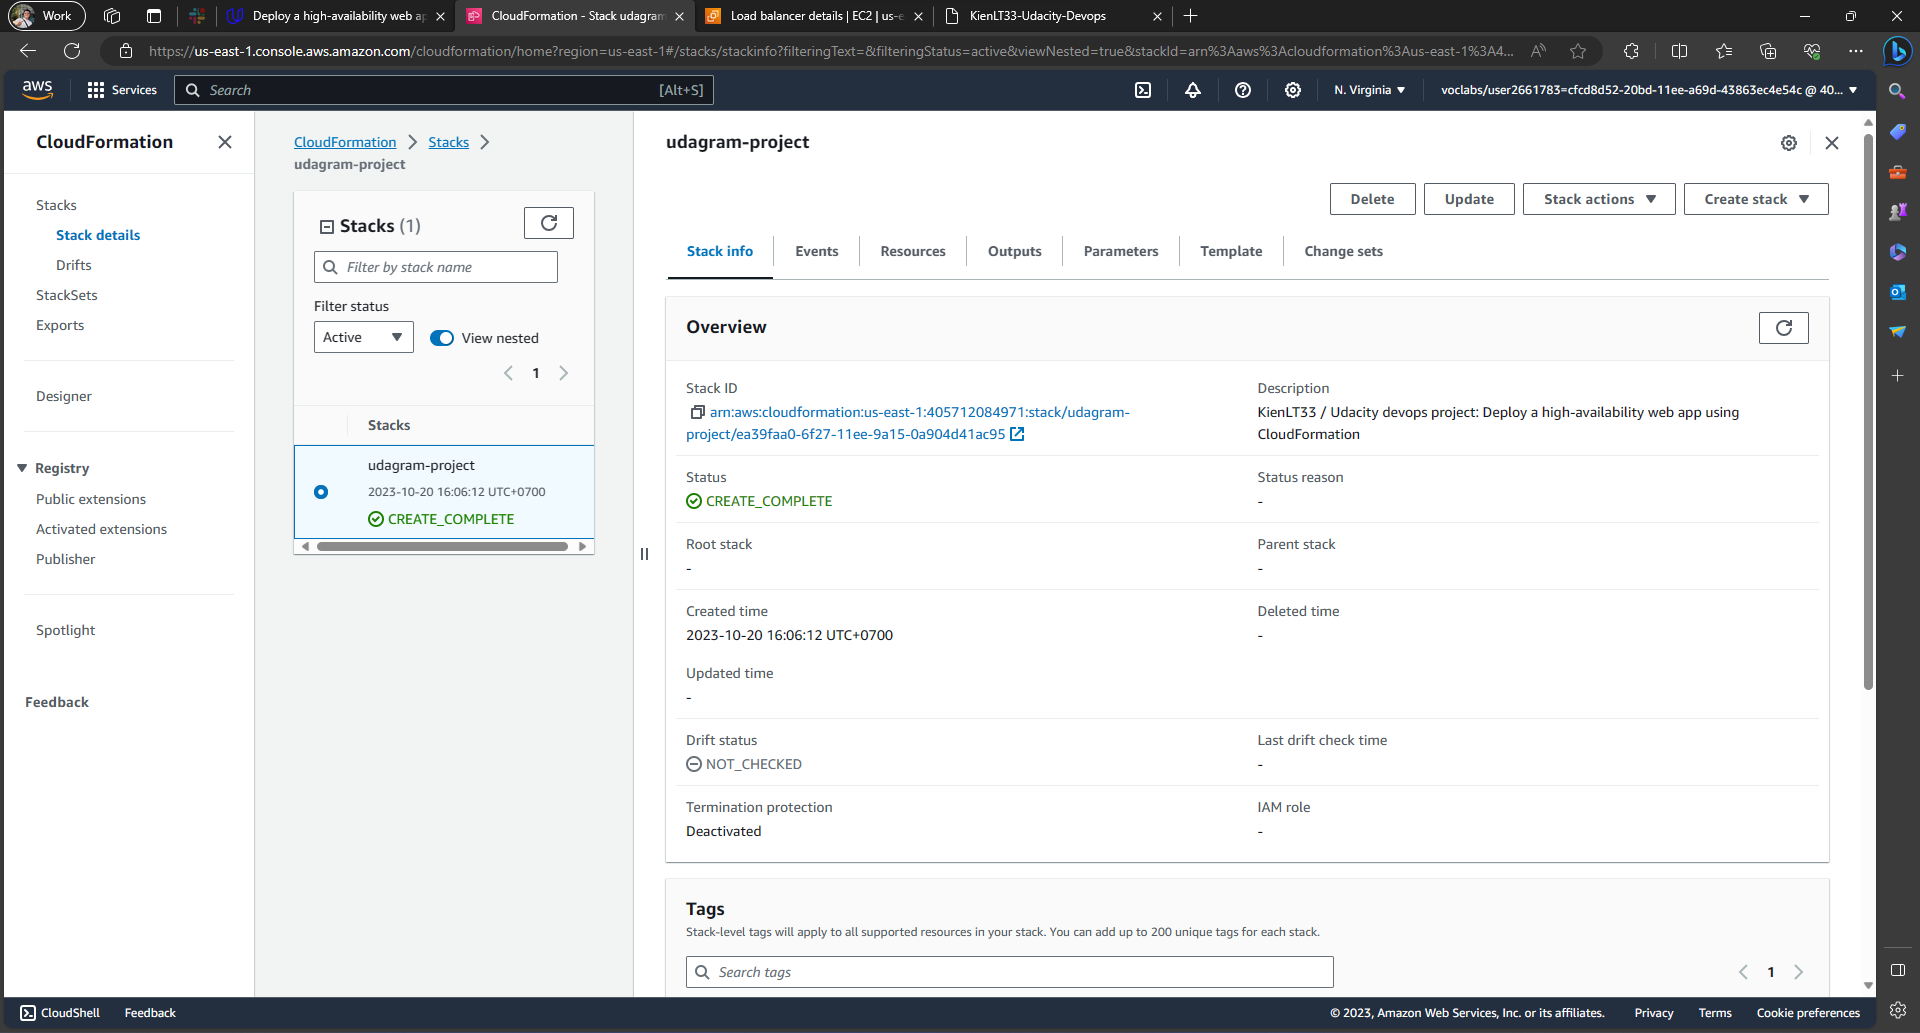 Work
Deploy a high-availability web ap
CloudFormation - Stack udagram
Load balancer details | EC2 | us-e
KienLT33-Udacity-Devops
https://us-east-1.console.aws.amazon.com/cloudformation/home?region=us-east-1#/stacks/stackinfo?filteringText=&filteringStatus=active&viewNested=true&stackId=arn%3Aaws%3Acloudformation%3Aus-east-1%3A4...
aws
Services
Search
[Alt+S]
N. Virginia
voclabs/user2661783=cfcd8d52-20bd-11ee-a69d-43863ec4e54c @ 40...
CloudFormation
Stacks
Stack details
Drifts
StackSets
Exports
Designer
Registry
Public extensions
Activated extensions
Publisher
Spotlight
Feedback
CloudFormation
Stacks
udagram-project
Stacks (1)
Filter by stack name
Filter status
Active
View nested
1
Stacks
udagram-project
2023-10-20 16:06:12 UTC+0700
CREATE_COMPLETE
udagram-project
Delete
Update
Stack actions
Create stack
Stack info
Events
Resources
Outputs
Parameters
Template
Change sets
Overview
Stack ID
arn:aws:cloudformation:us-east-1:405712084971:stack/udagram-
project/ea39faa0-6f27-11ee-9a15-0a904d41ac95
Description
KienLT33 / Udacity devops project: Deploy a high-availability web app using
CloudFormation
Status
CREATE_COMPLETE
Status reason
-
Root stack
-
Parent stack
-
Created time
2023-10-20 16:06:12 UTC+0700
Deleted time
-
Updated time
-
Drift status
NOT_CHECKED
Last drift check time
-
Termination protection
Deactivated
IAM role
-
Tags
Stack-level tags will apply to all supported resources in your stack. You can add up to 200 unique tags for each stack.
Search tags
1
CloudShell
Feedback
© 2023, Amazon Web Services, Inc. or its affiliates.
Privacy
Terms
Cookie preferences